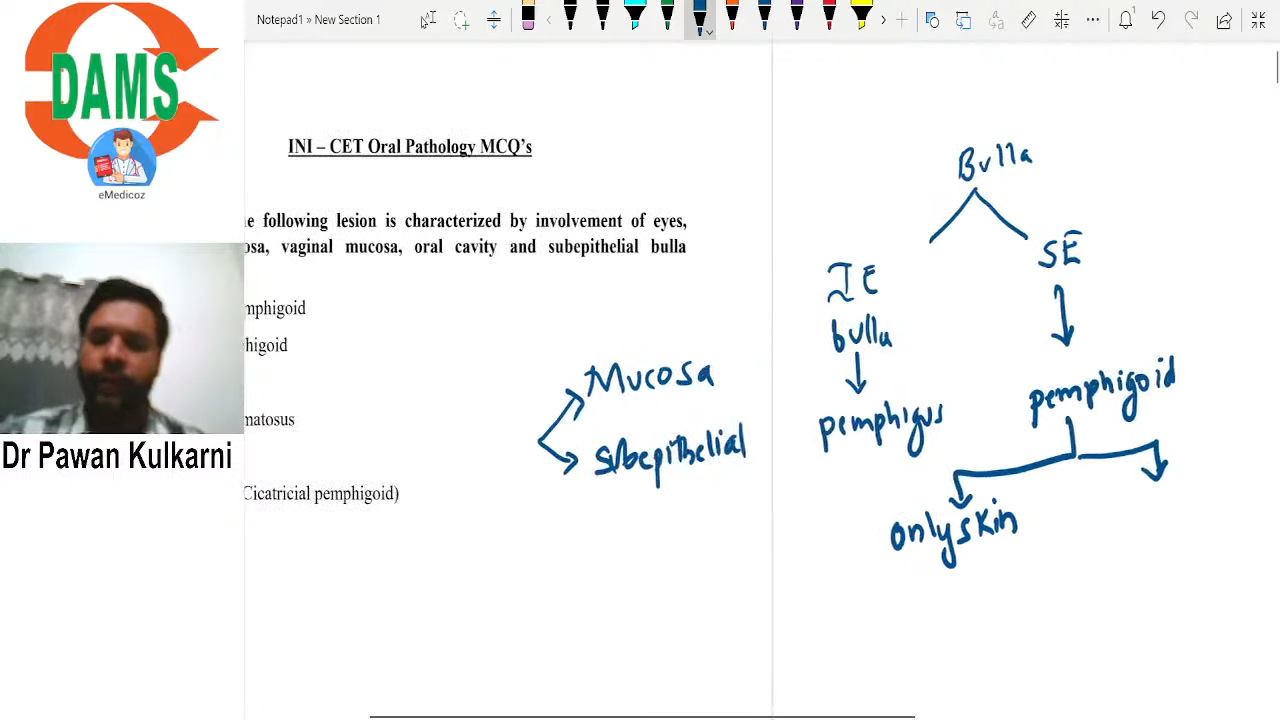 Notepad1 » New Section 1
DAMS
eMedicoz
INI – CET Oral Pathology MCQ's
e following lesion is characterized by involvement of eyes,
osa, vaginal mucosa, oral cavity and subepithelial bulla
mphigoid
higoid
matosus
Cicatricial pemphigoid)
Mucosa
subepithelial
Bulla
IE
SE
bulla
pemphigus
pemphigoid
only skin
Dr Pawan Kulkarni